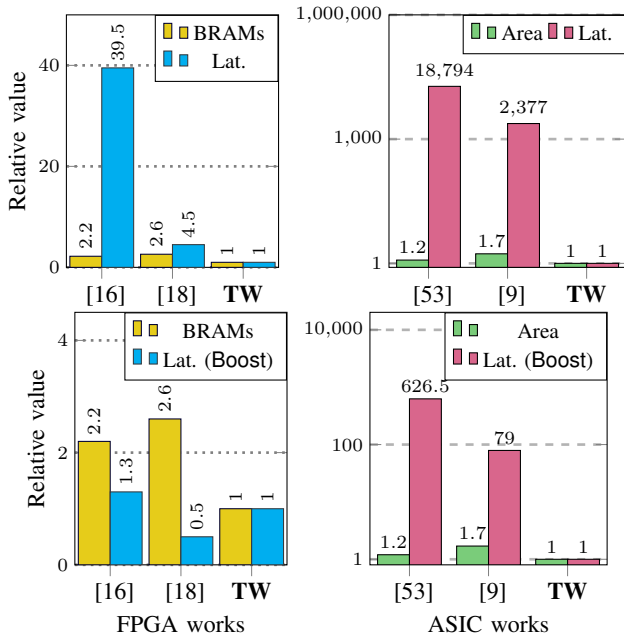 BRAMs
Lat.
Relative value
40
20
0
2.2
39.5
2.6
4.5
1
1
[16]
[18]
TW
Area
Lat.
1,000,000
1,000
1
1.2
18,794
1.7
2,377
1
1
[53]
[9]
TW
BRAMs
Lat. (Boost)
Relative value
4
2
0
2.2
1.3
2.6
0.5
1
1
[16]
[18]
TW
FPGA works
Area
Lat. (Boost)
10,000
100
1
1.2
626.5
1.7
79
1
1
[53]
[9]
TW
ASIC works